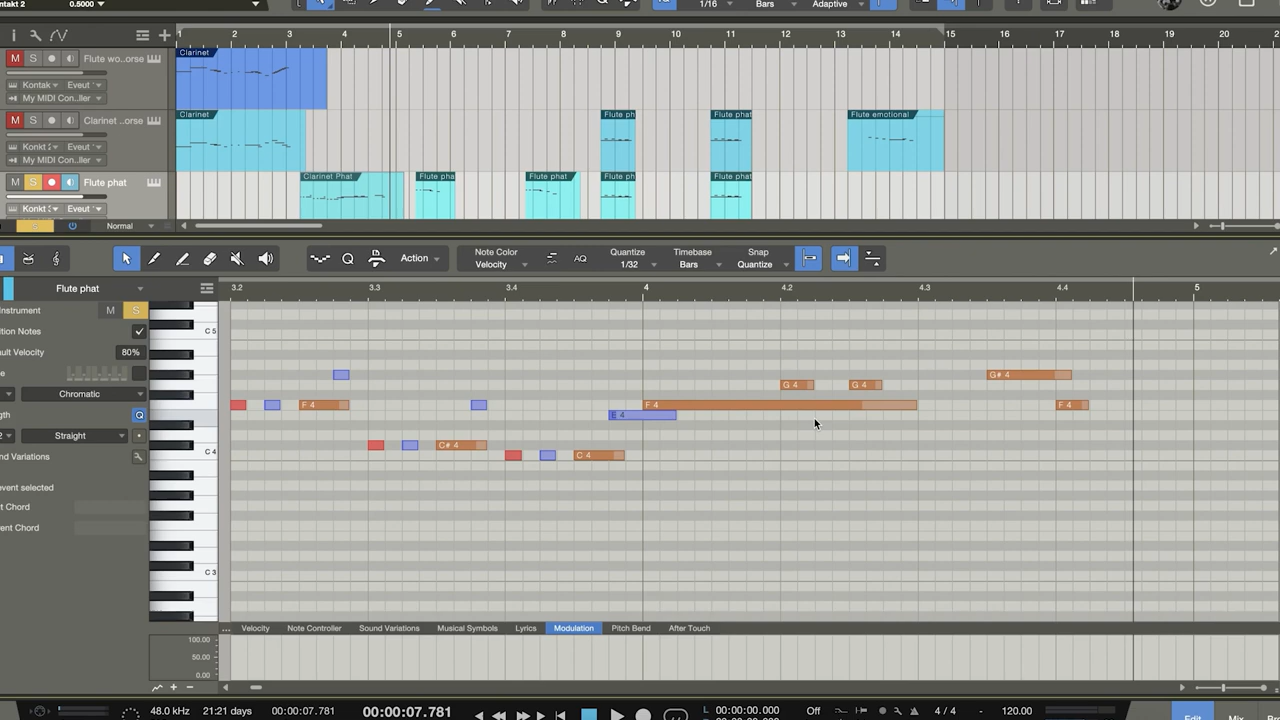 ntakt 2 0.5000 1/16 Bars Adaptive
1 2 3 4 5 6 7 8 9 10 11 12 13 14 15 16 17 18 19 20 21
M S Flute wo...orse Clarinet
Kontak Eveut '
My MIDI Con...ller
M S Clarinet ..orse Clarinet Flute ph Flute phat Flute emotional
Konkt : Eveut '
My MIDI Con...ller
M S Flute phat Clarinet Phat Flute pha Flute phat Flute ph Flute phat
Konkt : Eveut '
S Normal
Action Note Color Velocity AQ Quantize 1/32 Timebase Bars Snap Quantize
Flute phat 3.2 3.3 3.4 4 4.2 4.3 4.4 5
nstrument M S
ition Notes C 5
ault Velocity 80%
G# 4
G 4 G 4
Chromatic F 4 F 4 F 4
ngth E 4
Straight
C# 4
nd Variations C 4 C 4
event selected
t Chord
ent Chord
C 3
... Velocity Note Controller Sound Variations Musical Symbols Lyrics Modulation Pitch Bend After Touch
100.00
50.00
0.00
48.0 kHz 21:21 days 00:00:07.781 00:00:07.781 L 00:00:00.000 Off 4 / 4 - 120.00 Edit Mix